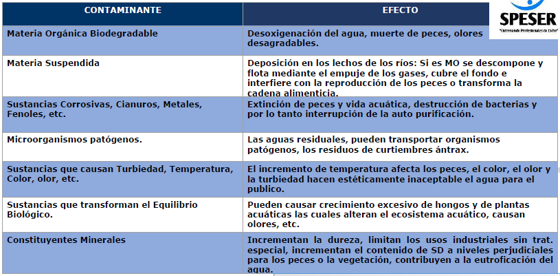 CONTAMINANTE
EFECTO
SPESER
Materia Orgánica Biodegradable
Desoxigenación del agua, muerte de peces, olores
desagradables.
Materia Suspendida
Deposición en los lechos de los ríos: Si es MO se descompone y
flota mediante el empuje de los gases, cubre el fondo e
interfiere con la reproducción de los peces o transforma la
cadena alimenticia.
Sustancias Corrosivas, Cianuros, Metales,
Fenoles, etc.
Extinción de peces y vida acuática, destrucción de bacterias y
por lo tanto interrupción de la auto purificación.
Microorganismos patógenos.
Las aguas residuales, pueden transportar organismos
patógenos, los residuos de curtiembres ántrax.
Sustancias que causan Turbiedad, Temperatura,
Color, olor, etc.
El incremento de temperatura afecta los peces, el color, el olor y
la turbiedad hacen estéticamente inaceptable el agua para el
publico.
Sustancias que transforman el Equilibrio
Biológico.
Pueden causar crecimiento excesivo de hongos y de plantas
acuáticas las cuales alteran el ecosistema acuático, causan
olores, etc.
Constituyentes Minerales
Incrementan la dureza, limitan los usos industriales sin trat.
especial, incrementan el contenido de SD a niveles perjudiciales
para los peces o la vegetación, contribuyen a la eutroficación del
agua.